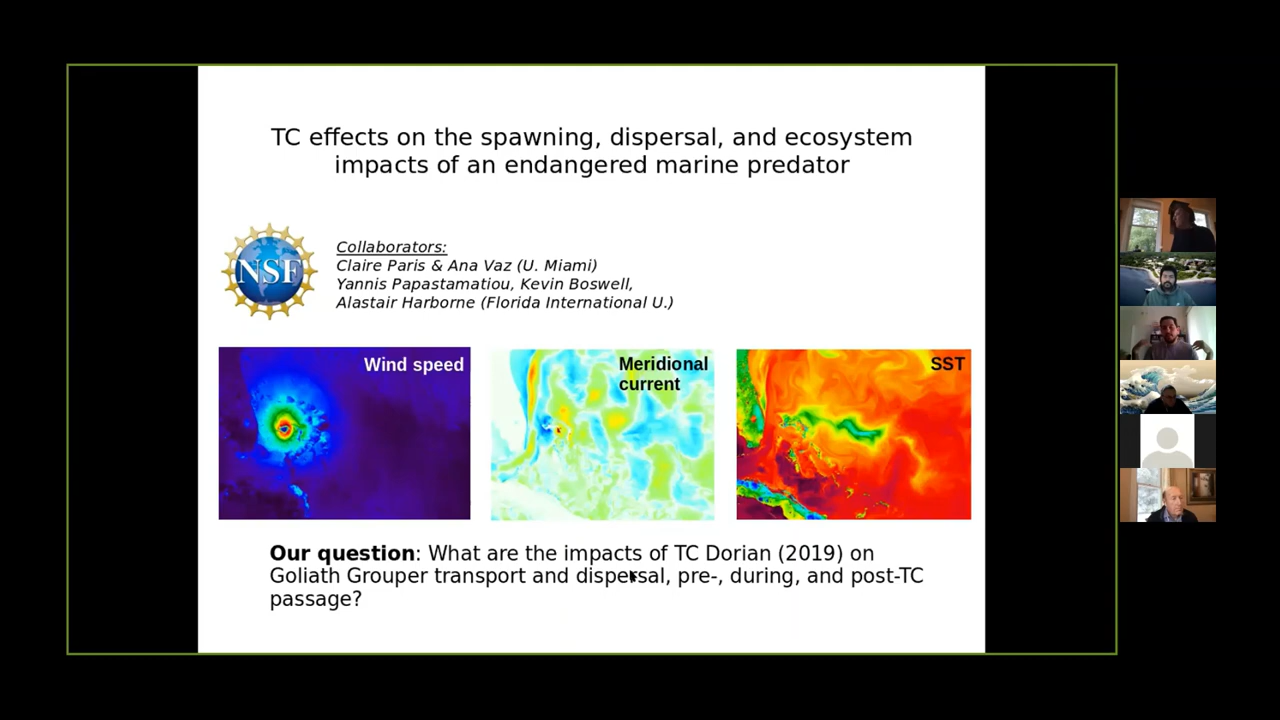 TC effects on the spawning, dispersal, and ecosystem
impacts of an endangered marine predator
NSF
Collaborators:
Claire Paris & Ana Vaz (U. Miami)
Yannis Papastamatiou, Kevin Boswell,
Alastair Harborne (Florida International U.)
Wind speed
Meridional
current
SST
Our question: What are the impacts of TC Dorian (2019) on
Goliath Grouper transport and dispersal, pre-, during, and post-TC
passage?